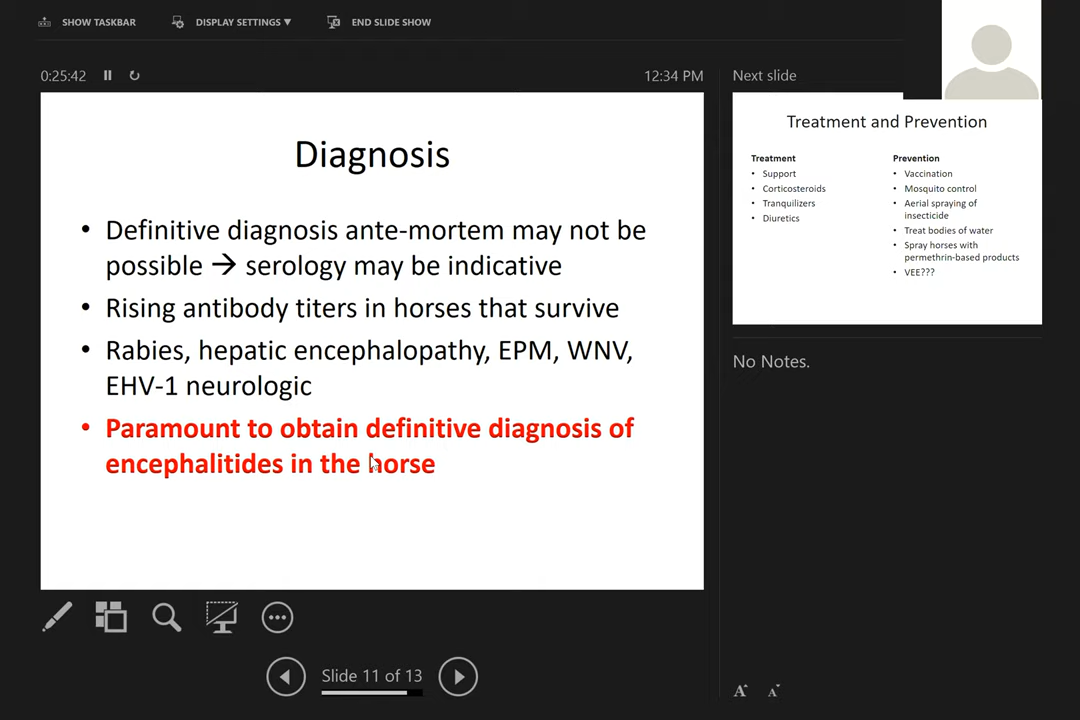 SHOW TASKBAR
DISPLAY SETTINGS ▼
END SLIDE SHOW
0:25:42
12:34 PM
Diagnosis
• Definitive diagnosis ante-mortem may not be
possible → serology may be indicative
• Rising antibody titers in horses that survive
• Rabies, hepatic encephalopathy, EPM, WNV,
EHV-1 neurologic
• Paramount to obtain definitive diagnosis of
encephalitides in the horse
Slide 11 of 13
Next slide
Treatment and Prevention
Treatment
• Support
• Corticosteroids
• Tranquilizers
• Diuretics
Prevention
• Vaccination
• Mosquito control
• Aerial spraying of
insecticide
• Treat bodies of water
• Spray horses with
permethrin-based products
• VEE???
No Notes.
A A